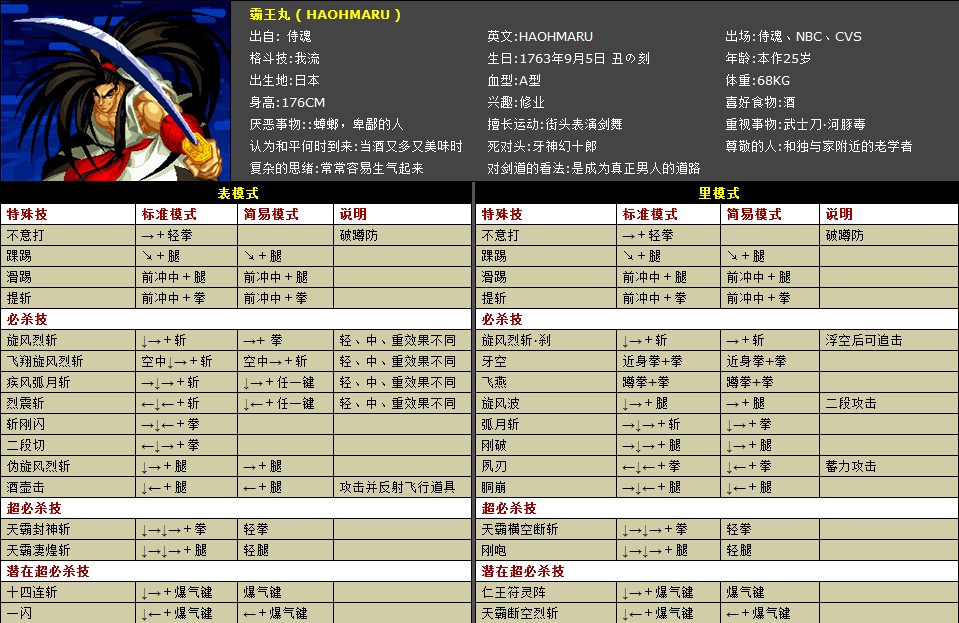 霸王丸 ( HAOHMARU )
出自: 侍魂 英文:HAOHMARU 出场:侍魂、NBC、CVS
格斗技:我流 生日:1763年9月5日 丑の刻 年龄:本作25岁
出生地:日本 血型:A型 体重:68KG
身高:176CM 兴趣:修业 喜好食物:酒
厌恶事物::蟑螂，卑鄙的人 擅长运动:街头表演剑舞 重视事物:武士刀·河豚毒
认为和平何时到来:当酒又多又美味时 死对头:牙神幻十郎 尊敬的人:和独与家附近的老学者
复杂的思绪:常常容易生气起来 对剑道的看法:是成为真正男人的道路
表模式 里模式
特殊技 标准模式 简易模式 说明 特殊技 标准模式 简易模式 说明
不意打 →＋轻拳 破蹲防 不意打 →＋轻拳 破蹲防
踝踢 ↘＋腿 ↘＋腿 踝踢 ↘＋腿 ↘＋腿
滑踢 前冲中＋腿 前冲中＋腿 滑踢 前冲中＋腿 前冲中＋腿
提斩 前冲中＋拳 前冲中＋拳 提斩 前冲中＋拳 前冲中＋拳
必杀技 必杀技
旋风烈斩 ↓→＋斩 →＋ 拳 轻、中、重效果不同 旋风烈斩·刹 ↓→＋斩 →＋斩 浮空后可追击
飞翔旋风烈斩 空中↓→＋斩 空中→＋斩 轻、中、重效果不同 牙空 近身拳+拳 近身拳+拳
疾风弧月斩 →↓→＋斩 ↓→＋任一键 轻、中、重效果不同 飞燕 蹲拳+拳 蹲拳+拳
烈震斩 ←↓←＋斩 ↓←＋任一键 轻、中、重效果不同 旋风波 ↓→＋腿 →＋腿 二段攻击
斩刚闪 →↓←＋拳 弧月斩 →↓→＋斩 ↓→＋拳
二段切 ←↓→＋拳 刚破 →↓→＋腿 ↓→＋腿
伪旋风烈斩 ↓→＋腿 →＋腿 夙刃 ←↓←＋拳 ↓←＋拳 蓄力攻击
酒壶击 ↓←＋腿 ←＋腿 攻击并反射飞行道具 胴崩 →↓←＋腿 ↓←＋腿
超必杀技 超必杀技
天霸封神斩 ↓→↓→＋拳 轻拳 天霸横空断斩 ↓→↓→＋拳 轻拳
天霸凄煌斩 ↓→↓→＋腿 轻腿 刚咆 ↓→↓→＋腿 轻腿
潜在超必杀技 潜在超必杀技
十四连斩 ↓→＋爆气键 爆气键 仁王符灵阵 ↓→＋爆气键 爆气键
一闪 ↓←＋爆气键 ←＋爆气键 天霸断空烈斩 ↓←＋爆气键 ←＋爆气键